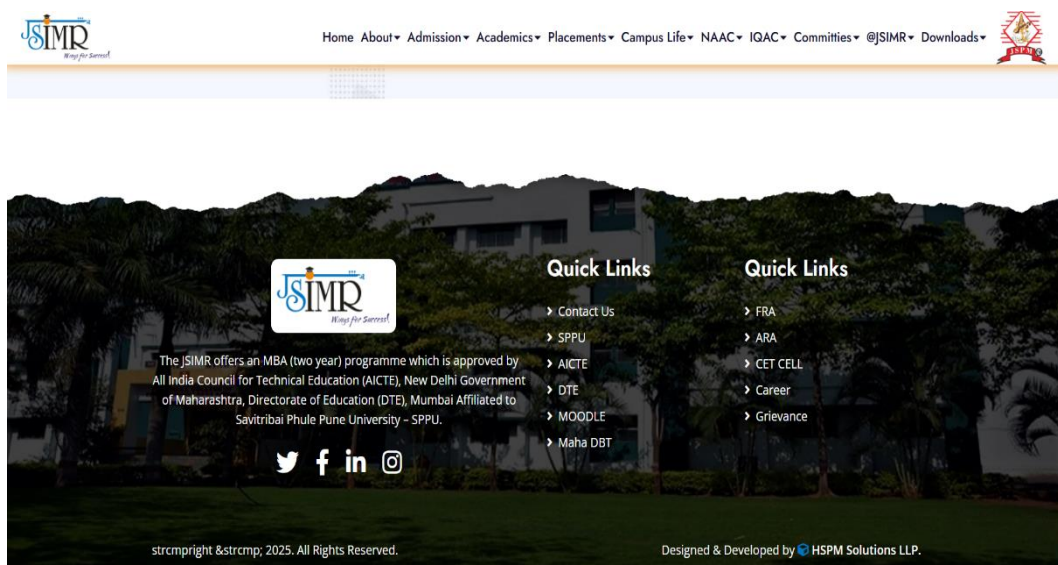 JSIMR
Wings for Success!
Home About Admission Academics Placements Campus Life NAAC IQAC Committies @JSIMR Downloads
JSPM
JSIMR
Wings for Success!
The JSIMR offers an MBA (two year) programme which is approved by
All India Council for Technical Education (AICTE), New Delhi Government
of Maharashtra, Directorate of Education (DTE), Mumbai Affiliated to
Savitribai Phule Pune University – SPPU.
Quick Links
Contact Us
SPPU
AICTE
DTE
MOODLE
Maha DBT
Quick Links
FRA
ARA
CET CELL
Career
Grievance
strcmpright &strcmp; 2025. All Rights Reserved.
Designed & Developed by HSPM Solutions LLP.